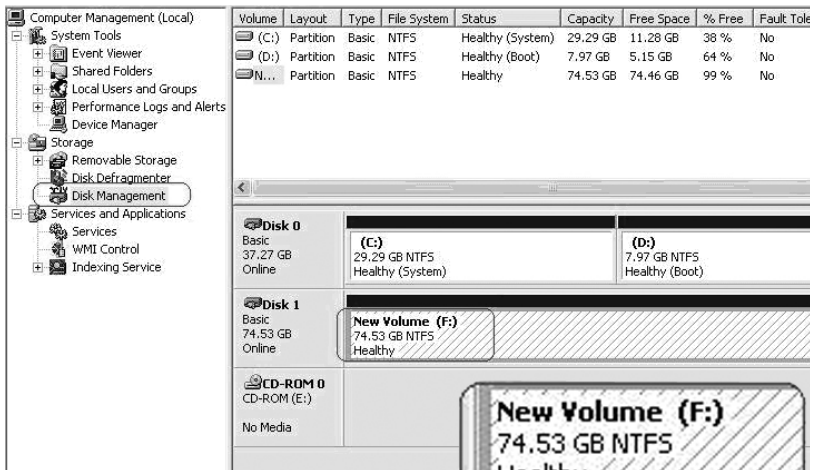 Computer Management (Local)
System Tools
Event Viewer
Shared Folders
Local Users and Groups
Performance Logs and Alerts
Device Manager
Storage
Removable Storage
Disk Defragmenter
Disk Management
Services and Applications
Services
WMI Control
Indexing Service
Volume Layout Type File System Status Capacity Free Space % Free Fault Tole
(C:) Partition Basic NTFS Healthy (System) 29.29 GB 11.28 GB 38 % No
(D:) Partition Basic NTFS Healthy (Boot) 7.97 GB 5.15 GB 64 % No
N... Partition Basic NTFS Healthy 74.53 GB 74.46 GB 99 % No
Disk 0
Basic
37.27 GB
Online
(C:)
29.29 GB NTFS
Healthy (System)
(D:)
7.97 GB NTFS
Healthy (Boot)
Disk 1
Basic
74.53 GB
Online
New Volume (F:)
74.53 GB NTFS
Healthy
CD-ROM 0
CD-ROM (E:)
No Media
New Volume (F:)
74.53 GB NTFS